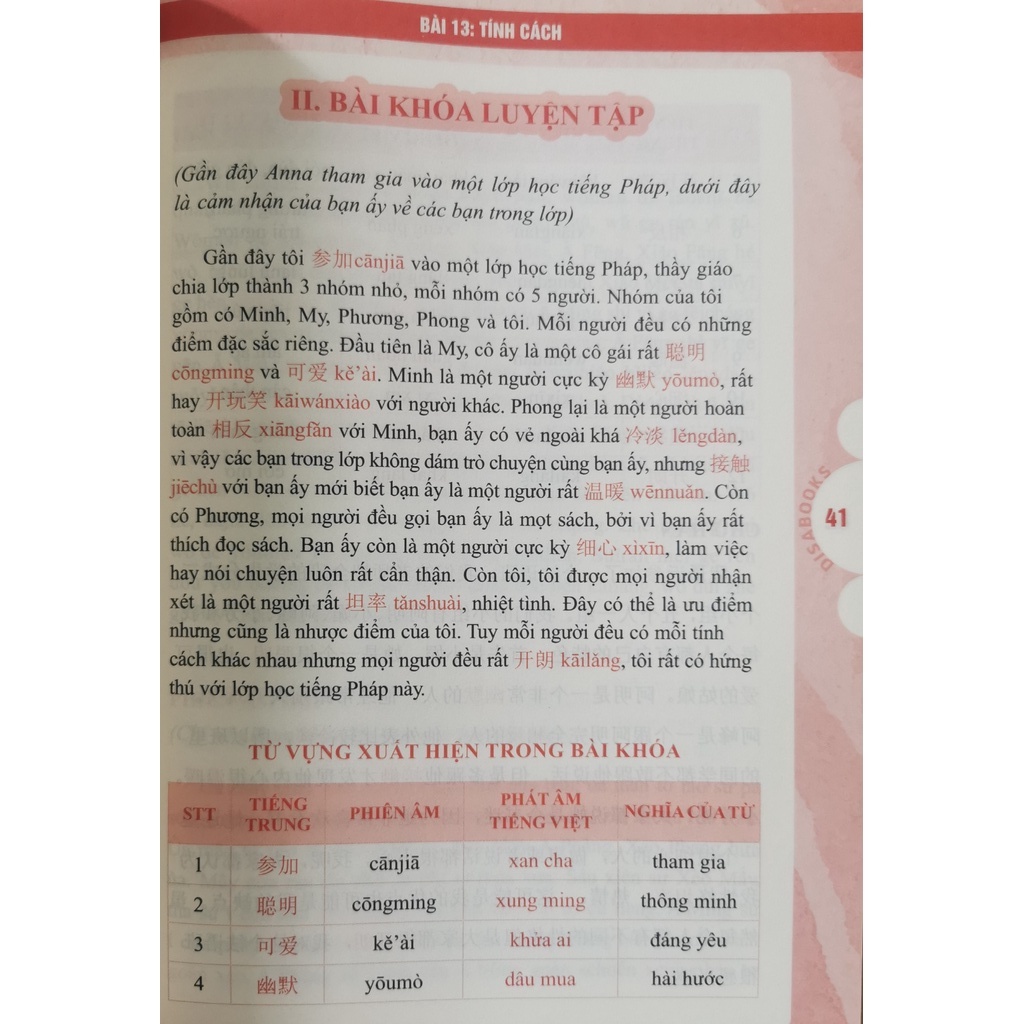 BÀI 13: TÍNH CÁCH
II. BÀI KHÓA LUYỆN TẬP
(Gần đây Anna tham gia vào một lớp học tiếng Pháp, dưới đây
là cảm nhận của bạn ấy về các bạn trong lớp)
Gần đây tôi 参加cānjiā vào một lớp học tiếng Pháp, thầy giáo
chia lớp thành 3 nhóm nhỏ, mỗi nhóm có 5 người. Nhóm của tôi
gồm có Minh, My, Phương, Phong và tôi. Mỗi người đều có những
điểm đặc sắc riêng. Đầu tiên là My, cô ấy là một cô gái rất 聪明
cōngming và 可爱 kě’ài. Minh là một người cực kỳ 幽默 yōumò, rất
hay 开玩笑 kāiwánxiào với người khác. Phong lại là một người hoàn
toàn 相反 xiāngfǎn với Minh, bạn ấy có vẻ ngoài khá 冷淡 lěngdàn,
vì vậy các bạn trong lớp không dám trò chuyện cùng bạn ấy, nhưng 接触
jiēchù với bạn ấy mới biết bạn ấy là một người rất 温暖 wēnnuǎn. Còn
có Phương, mọi người đều gọi bạn ấy là mọt sách, bởi vì bạn ấy rất
thích đọc sách. Bạn ấy còn là một người cực kỳ 细心 xìxīn, làm việc
hay nói chuyện luôn rất cẩn thận. Còn tôi, tôi được mọi người nhận
xét là một người rất 坦率 tǎnshuài, nhiệt tình. Đây có thể là ưu điểm
nhưng cũng là nhược điểm của tôi. Tuy mỗi người đều có mỗi tính
cách khác nhau nhưng mọi người đều rất 开朗 kāilǎng, tôi rất có hứng
thú với lớp học tiếng Pháp này.
41
DISABOOKS
TỪ VỰNG XUẤT HIỆN TRONG BÀI KHÓA
STT TIẾNG TRUNG PHIÊN ÂM PHÁT ÂM TIẾNG VIỆT NGHĨA CỦA TỪ
1 参加 cānjiā xan cha tham gia
2 聪明 cōngming xung ming thông minh
3 可爱 kě’ài khửa ai đáng yêu
4 幽默 yōumò dâu mua hài hước